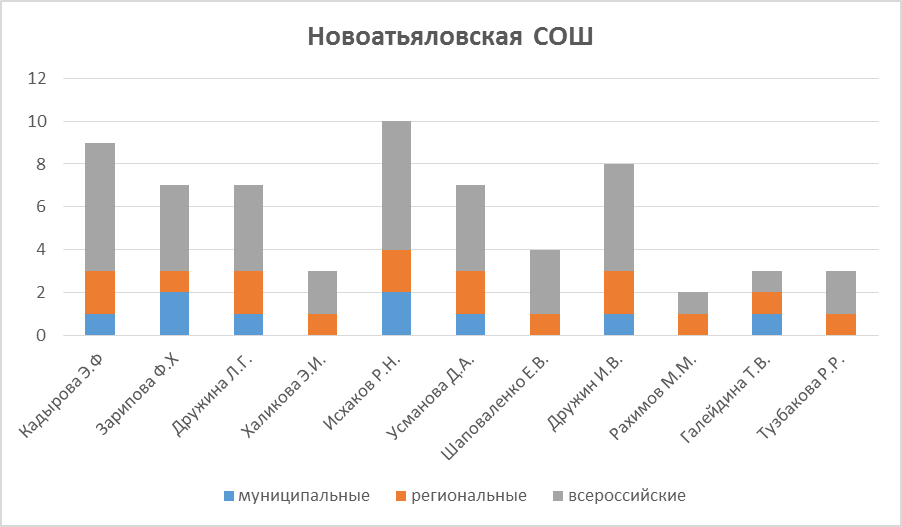 Новоатьяловская СОШ
12
10
8
6
4
2
0
Кадырова Э.Ф
Зарипова Ф.Х
Дружина Л.Г.
Халикова Э.И.
Исхаков Р.Н.
Усманова Д.А.
Шаповаленко Е.В.
Дружин И.В.
Рахимов М.М.
Галейдина Т.В.
Тузбакова Р.Р.
муниципальные региональные всероссийские